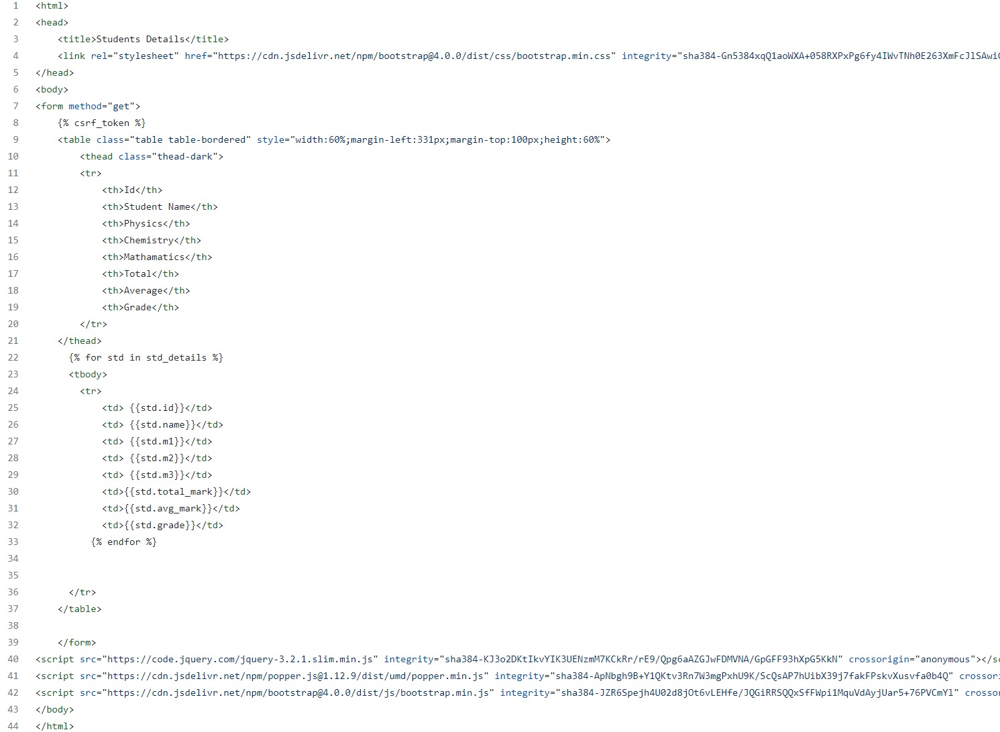 1 <html>
2 <head>
3 <title>Students Details</title>
4 <link rel="stylesheet" href="https://cdn.jsdelivr.net/npm/bootstrap@4.0.0/dist/css/bootstrap.min.css" integrity="sha384-Gn5384xqQ1aoWXA+058RXPxPg6fy4IWvTNh0E263XmFcJlSAwiG
5 </head>
6 <body>
7 <form method="get">
8 {% csrf_token %}
9 <table class="table table-bordered" style="width:60%;margin-left:331px;margin-top:100px;height:60%">
10 <thead class="thead-dark">
11 <tr>
12 <th>Id</th>
13 <th>Student Name</th>
14 <th>Physics</th>
15 <th>Chemistry</th>
16 <th>Mathamatics</th>
17 <th>Total</th>
18 <th>Average</th>
19 <th>Grade</th>
20 </tr>
21 </thead>
22 {% for std in std_details %}
23 <tbody>
24 <tr>
25 <td> {{std.id}}</td>
26 <td> {{std.name}}</td>
27 <td> {{std.m1}}</td>
28 <td> {{std.m2}}</td>
29 <td> {{std.m3}}</td>
30 <td>{{std.total_mark}}</td>
31 <td>{{std.avg_mark}}</td>
32 <td>{{std.grade}}</td>
33 {% endfor %}
34
35
36 </tr>
37 </table>
38
39 </form>
40 <script src="https://code.jquery.com/jquery-3.2.1.slim.min.js" integrity="sha384-KJ3o2DKtIkvYIK3UENzmM7KCkRr/rE9/Qpg6aAZGJwFDMVNA/GpGFF93hXpG5KkN" crossorigin="anonymous"></sc
41 <script src="https://cdn.jsdelivr.net/npm/popper.js@1.12.9/dist/umd/popper.min.js" integrity="sha384-ApNbgh9B+Y1QKtv3Rn7W3mgPxhU9K/ScQsAP7hUibX39j7fakFPskvXusvfa0b4Q" crossori
42 <script src="https://cdn.jsdelivr.net/npm/bootstrap@4.0.0/dist/js/bootstrap.min.js" integrity="sha384-JZR6Spejh4U02d8jOt6vLEHfe/JQGiRRSQQxSfFWpi1MquVdAyjUar5+76PVCmYl" crosso
43 </body>
44 </html>